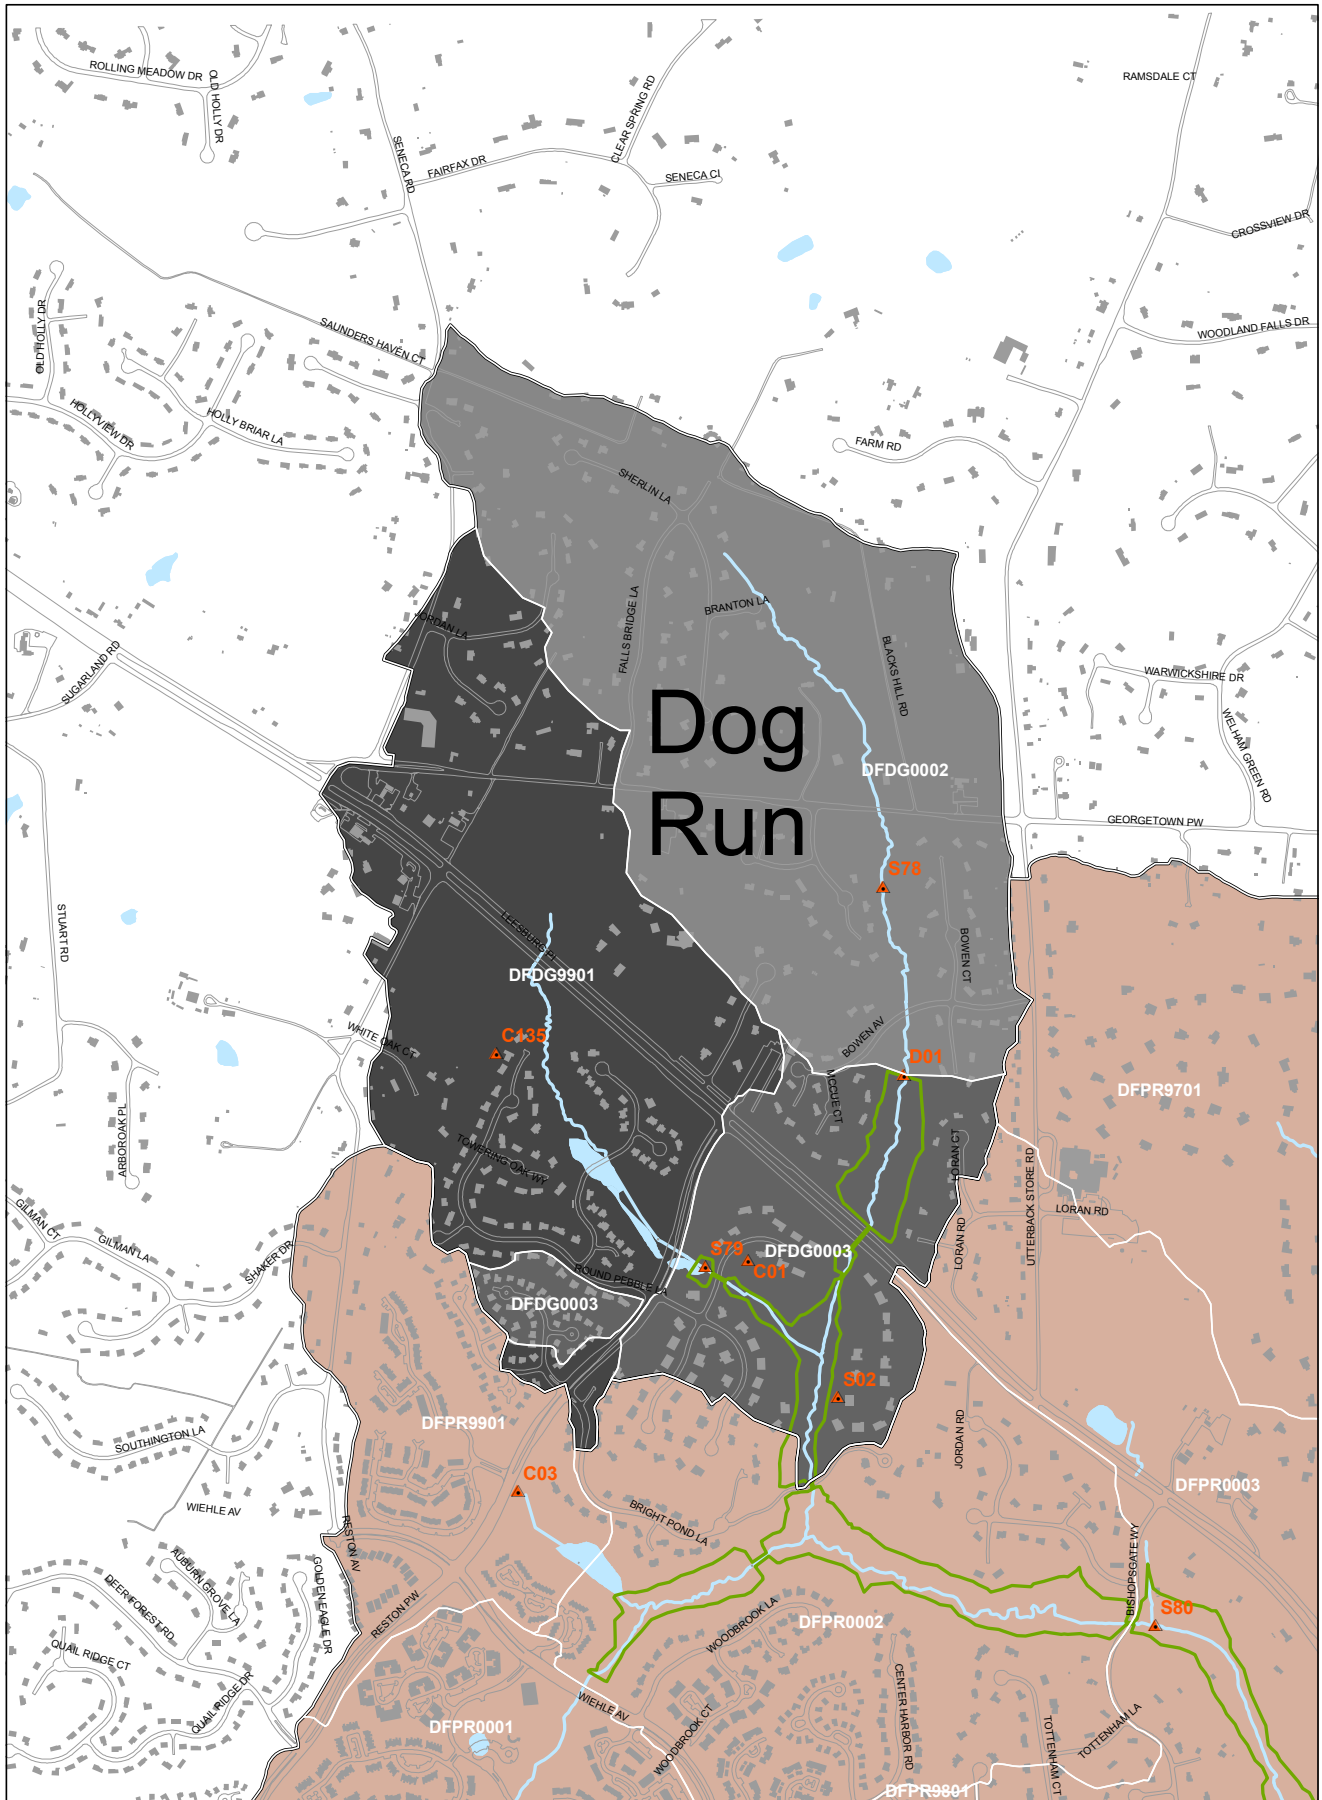 ROLLING MEADOW DR
OLD HOLLY DR
SENECA RD
FAIRFAX DR
CLEAR SPRING RD
SENECA CI
RAMSDALE CT
CROSSVIEW DR
WOODLAND FALLS DR
OLD HOLLY DR
SAUNDERS HAVEN CT
HOLLYVIEW DR
HOLLY BRIAR LA
FARM RD
SHERLIN LA
FALLS BRIDGE LA
BRANTON LA
BLACKS HILL RD
JORDAN LA
SUGARLAND RD
WARWICKSHIRE DR
WELHAM GREEN RD
Dog
Run
DFDG0002
GEORGETOWN PW
S78
STUART RD
LEESBURG PI
DFDG9901
BOWEN CT
BOWEN AV
WHITE OAK CT
C135
D01
MCCUE CT
DFPR9701
ARBOROAK PL
TOWERING OAK WY
LORAN CT
UTTERBACK STORE RD
LORAN RD
LORAN RD
GILMAN CT
GILMAN LA
SHAKER DR
S79
C01
DFDG0003
ROUND PEBBLE LA
DFDG0003
S02
DFPR9901
SOUTHINGTON LA
JORDAN RD
C03
DFPR0003
WIEHLE AV
RESTON AV
BRIGHT POND LA
BISHOPSGATE WY
AUBURN GROVE LA
DEER FOREST RD
GOLDEN EAGLE DR
RESTON PW
WOODBROOK LA
DFPR0002
S80
QUAIL RIDGE CT
QUAIL RIDGE DR
WIEHLE AV
CENTER HARBOR RD
DFPR0001
WOODBROOK CT
TOTTENHAM CT
TOTTENHAM LA
DFPR9801